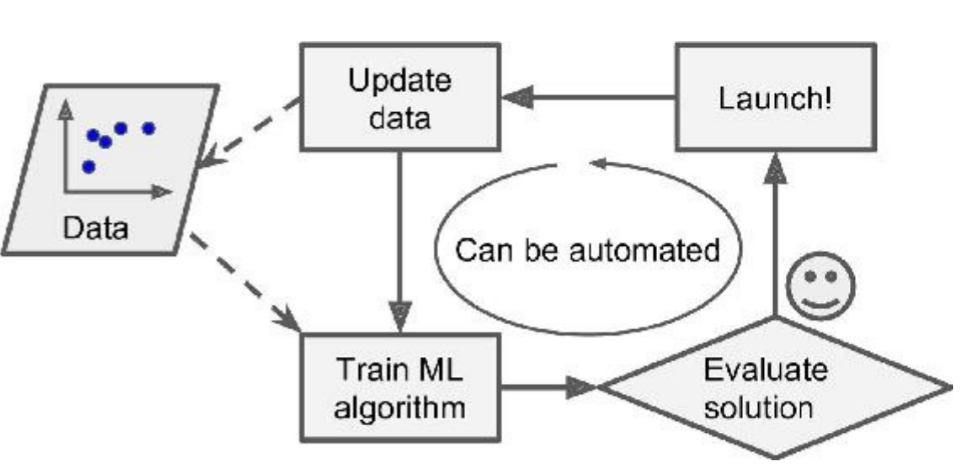 Update
data
Launch!
Data
Can be automated
Train ML
algorithm
Evaluate
solution